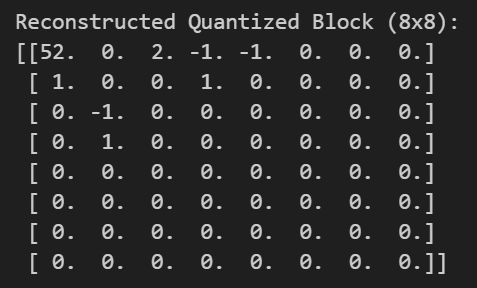 Reconstructed Quantized Block (8x8):
[[52.  0.  2. -1. -1.  0.  0.  0.]
 [ 1.  0.  0.  1.  0.  0.  0.  0.]
 [ 0. -1.  0.  0.  0.  0.  0.  0.]
 [ 0.  1.  0.  0.  0.  0.  0.  0.]
 [ 0.  0.  0.  0.  0.  0.  0.  0.]
 [ 0.  0.  0.  0.  0.  0.  0.  0.]
 [ 0.  0.  0.  0.  0.  0.  0.  0.]
 [ 0.  0.  0.  0.  0.  0.  0.  0.]]